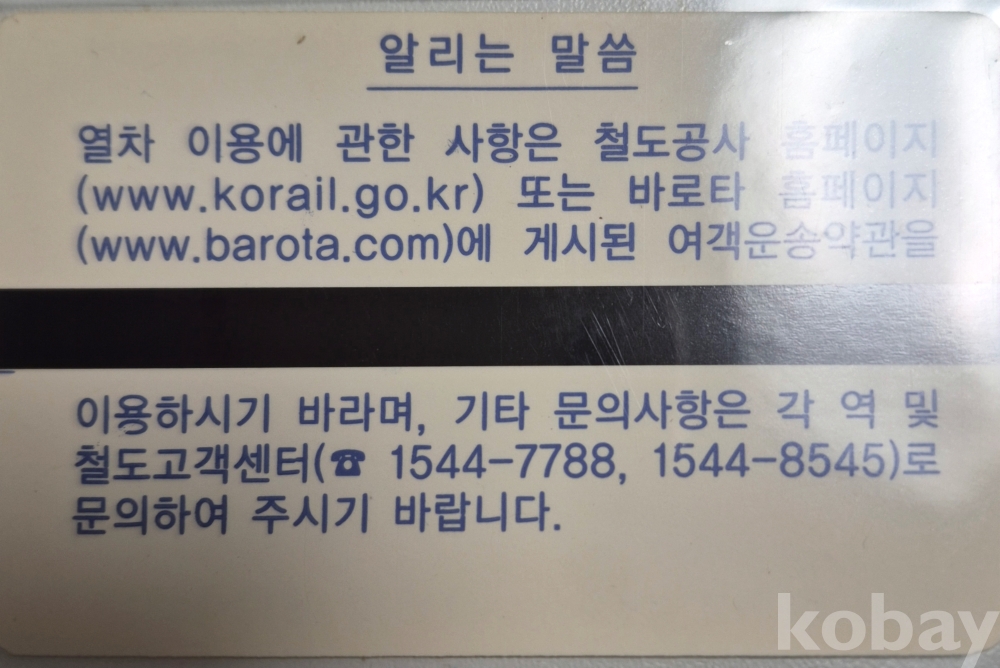 알리는 말씀
열차 이용에 관한 사항은 철도공사 홈페이지
(www.korail.go.kr) 또는 바로타 홈페이지
(www.barota.com)에 게시된 여객운송약관을
이용하시기 바라며, 기타 문의사항은 각 역 및
철도고객센터(☎ 1544-7788, 1544-8545)로
문의하여 주시기 바랍니다.
kobay